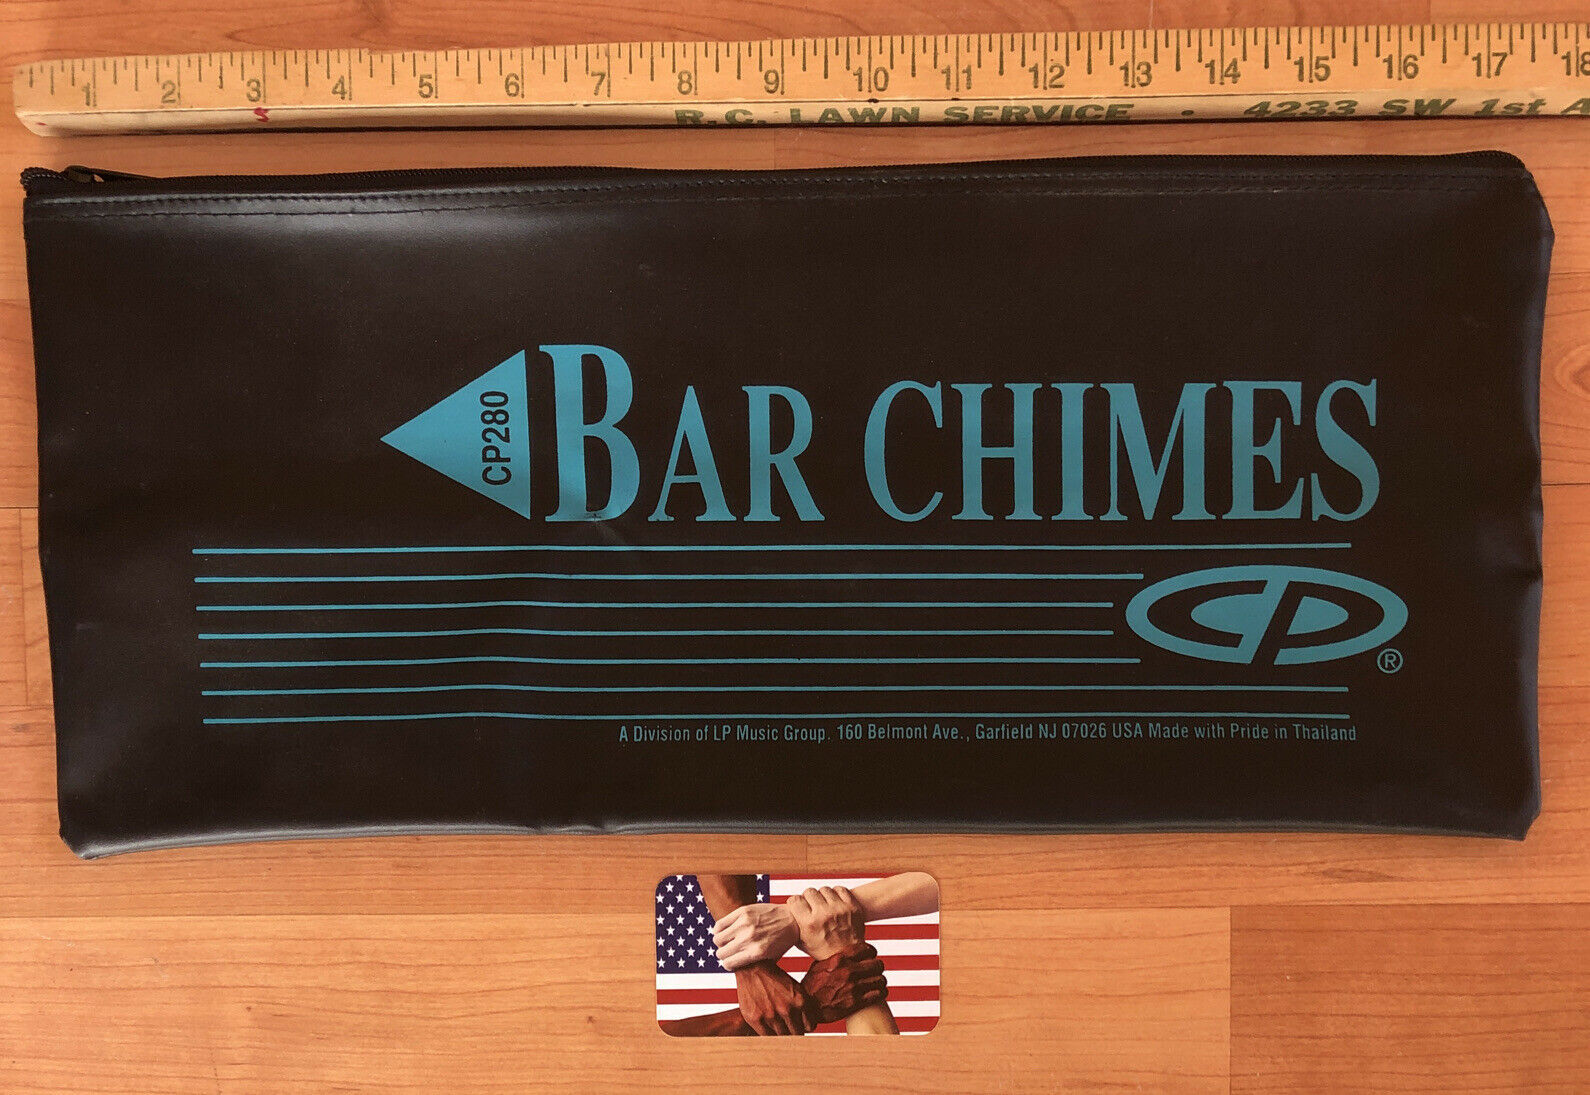 1 2 3 4 5 6 7 8 9 10 11 12 13 14 15 16 17 18
R.C. LAWN SERVICE • 4233 SW 1st A
CP280
BAR CHIMES
CP®
A Division of LP Music Group. 160 Belmont Ave., Garfield NJ 07026 USA Made with Pride in Thailand